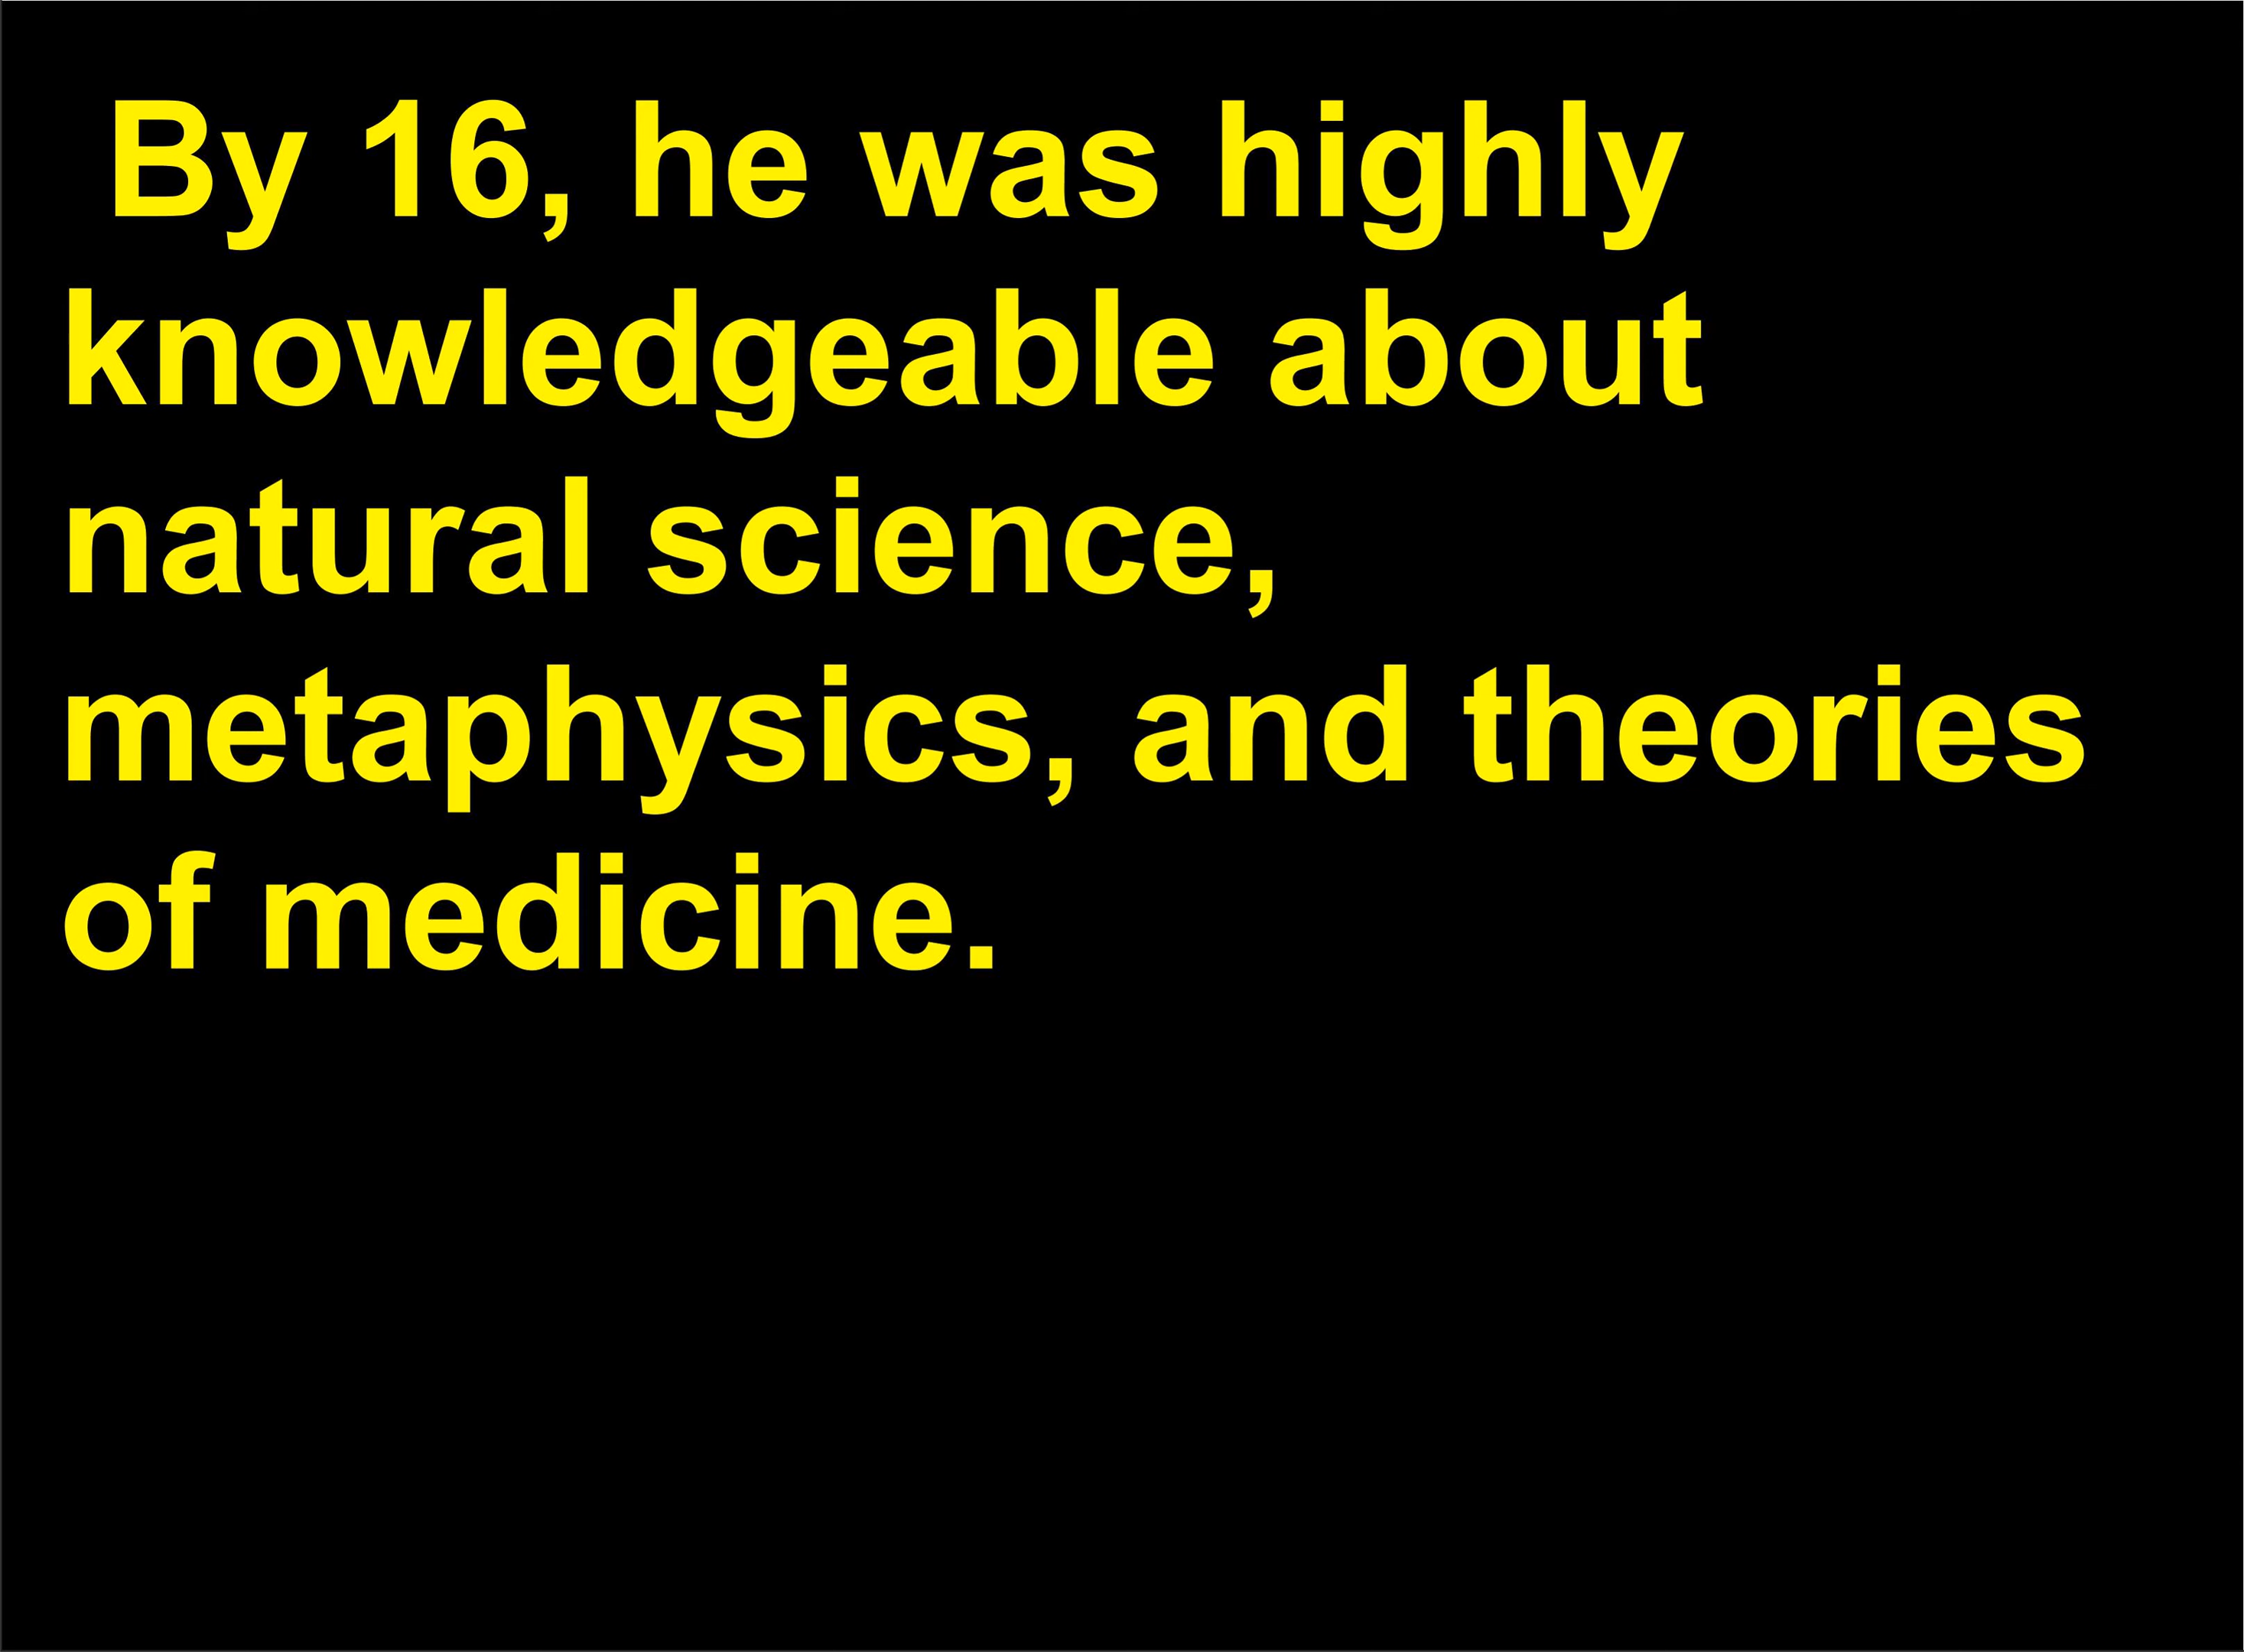 By 16, he was highly
knowledgeable about
natural science,
metaphysics, and theories
of medicine.